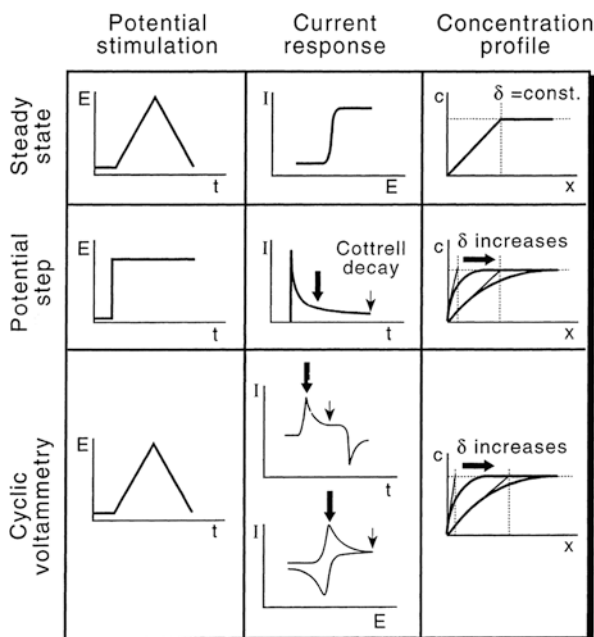 Potential
stimulation
Current
response
Concentration
profile
Steady
state
E
t
I
E
c
δ =const.
x
Potential
step
E
t
I
Cottrell
decay
t
c
δ increases
x
Cyclic
voltammetry
E
t
I
t
I
E
c
δ increases
x